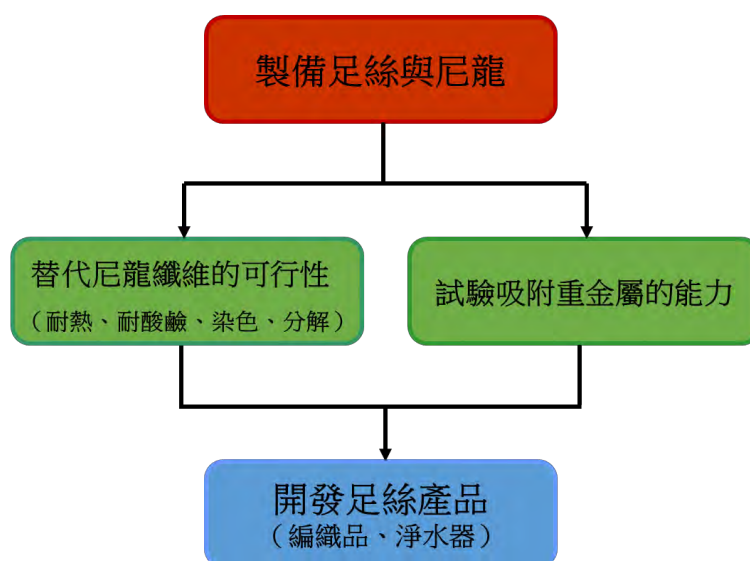 製備足絲與尼龍
替代尼龍纖維的可行性
（耐熱、耐酸鹼、染色、分解）
試驗吸附重金屬的能力
開發足絲產品
（編織品、淨水器）